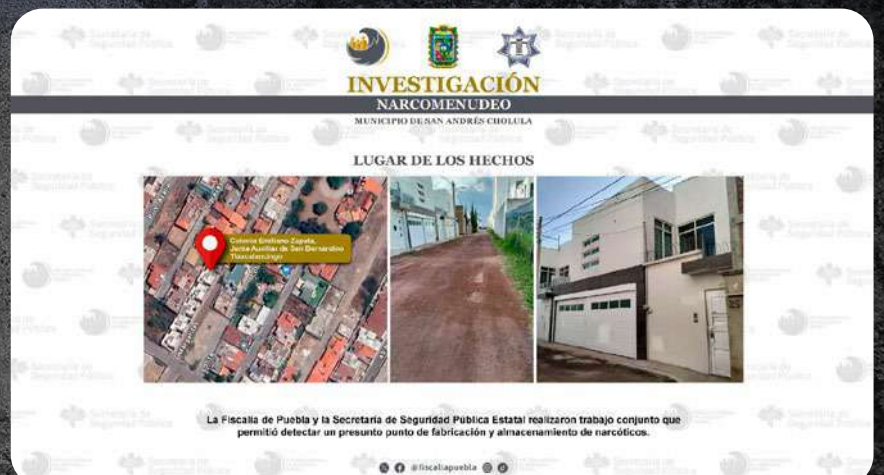 INVESTIGACIÓN
NARCOMENUDEO
MUNICIPIO DE SAN ANDRÉS CHOLULA
LUGAR DE LOS HECHOS
Colonia Emiliano Zapata,
Junta Auxiliar de San Bernardino
Tlaxcalancingo
La Fiscalía de Puebla y la Secretaría de Seguridad Pública Estatal realizaron trabajo conjunto que
permitió detectar un presunto punto de fabricación y almacenamiento de narcóticos.
@fiscaliapuebla